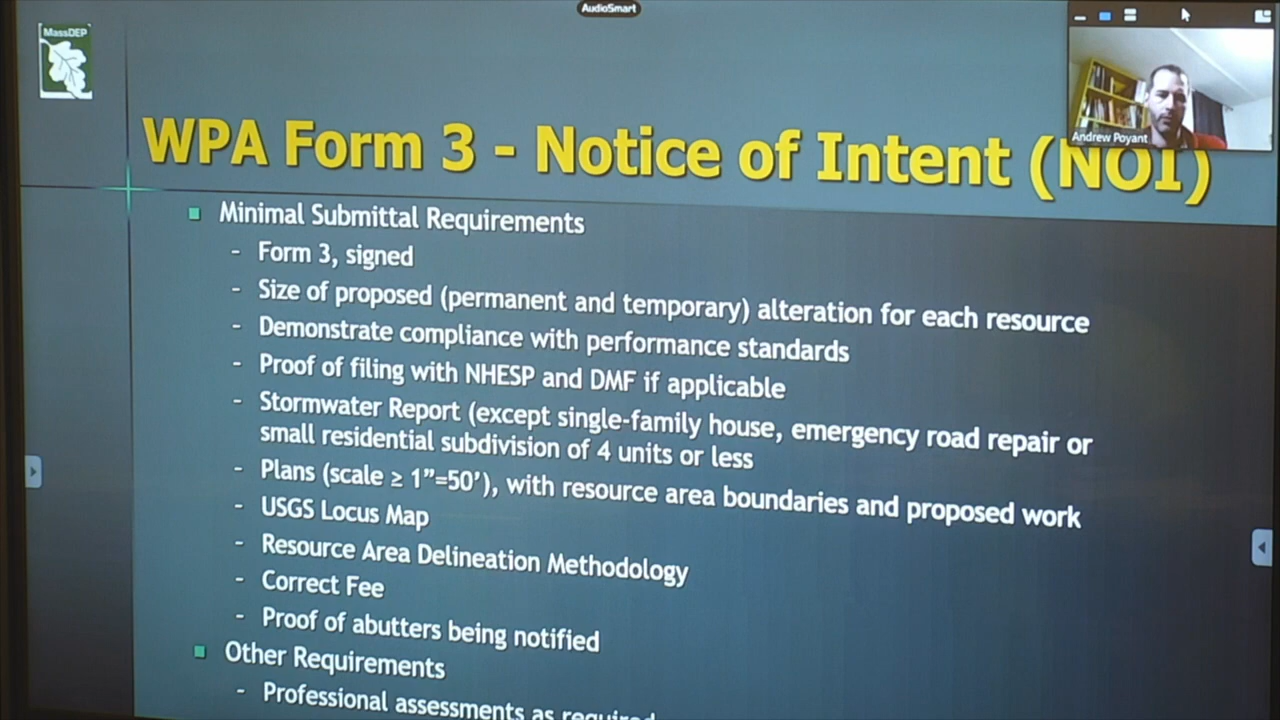 AudioSmart
MassDEP
Andrew Poyant
WPA Form 3 - Notice of Intent (NOI)
Minimal Submittal Requirements
- Form 3, signed
- Size of proposed (permanent and temporary) alteration for each resource
- Demonstrate compliance with performance standards
- Proof of filing with NHESP and DMF if applicable
- Stormwater Report (except single-family house, emergency road repair or
small residential subdivision of 4 units or less
- Plans (scale ≥ 1”=50’), with resource area boundaries and proposed work
- USGS Locus Map
- Resource Area Delineation Methodology
- Correct Fee
- Proof of abutters being notified
Other Requirements
- Professional assessments as required